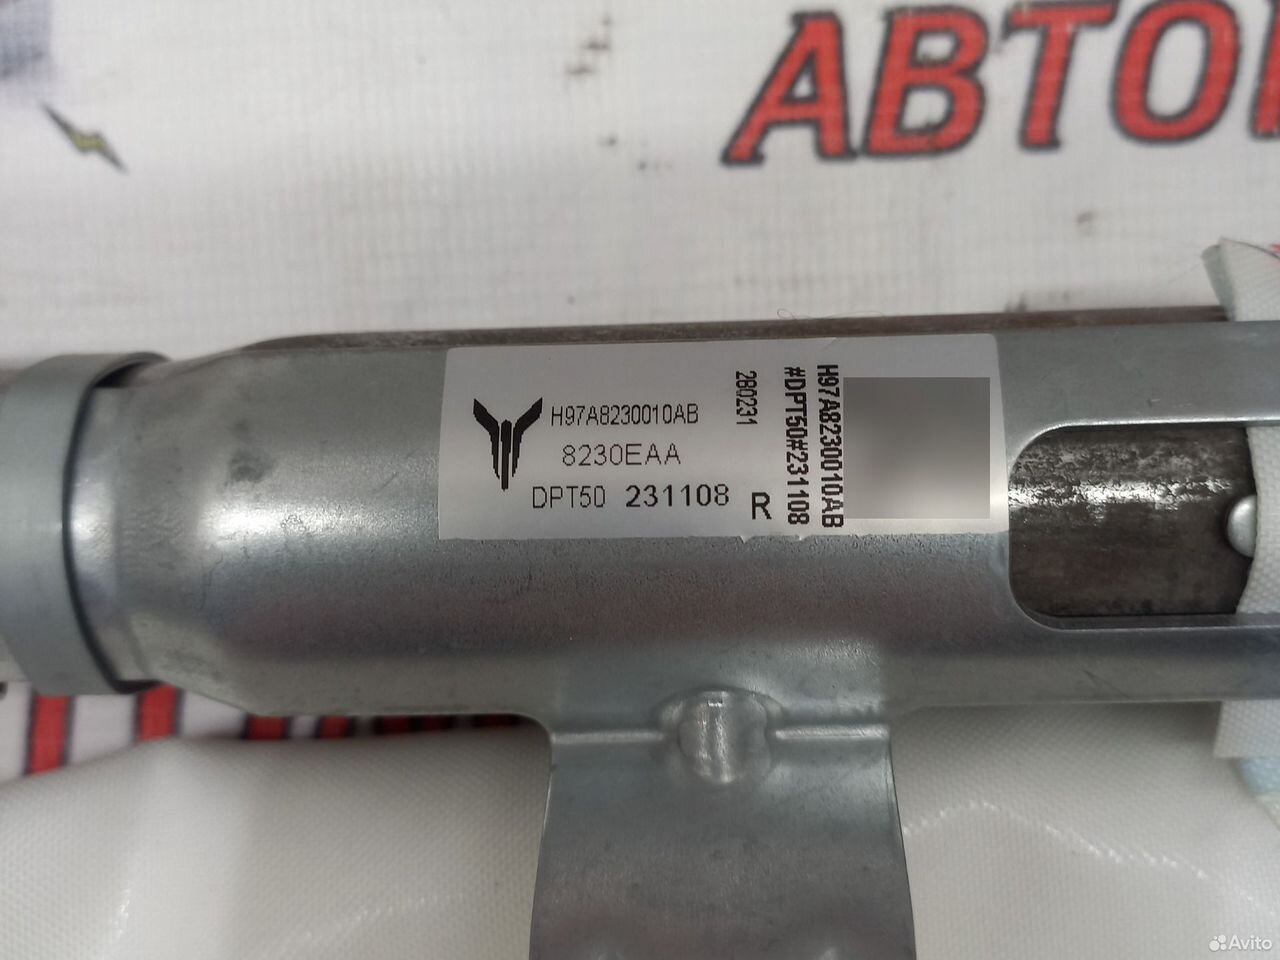 АВТО
H97A8230010AB
8230EAA
DPT50 231108 R
280231
#DPT50#231108
H97A8230010AB
Avito